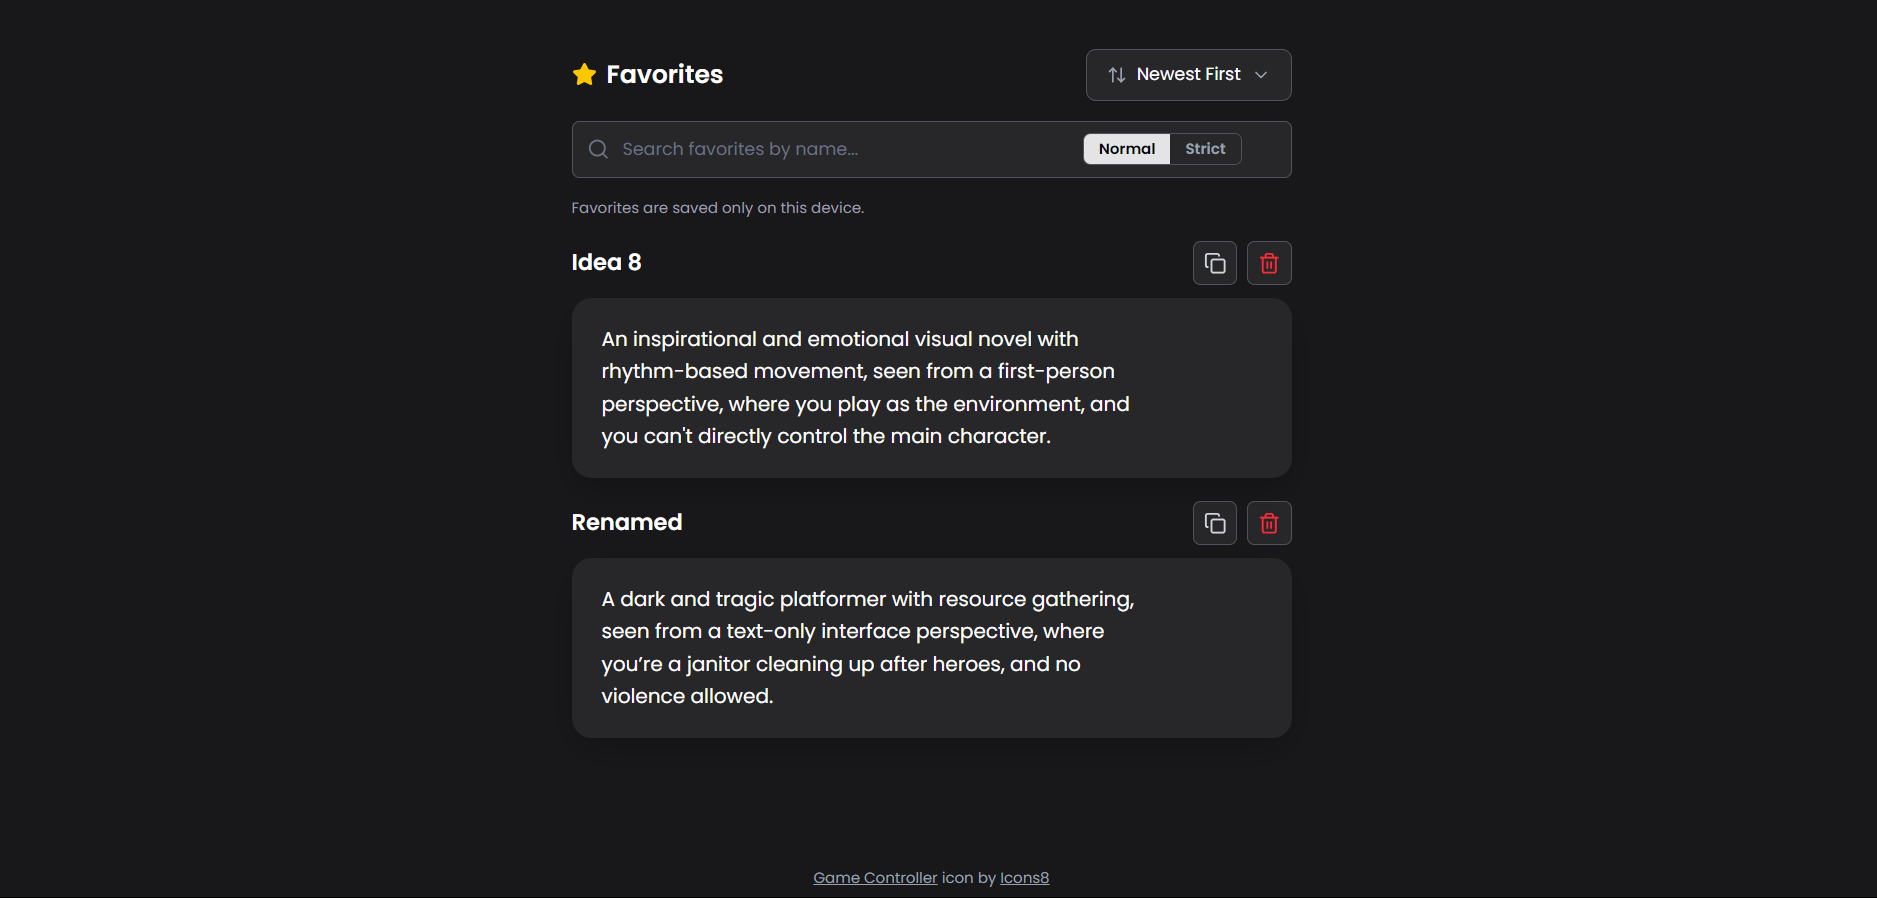 Favorites
Newest First
Search favorites by name...
Normal
Strict
Favorites are saved only on this device.
Idea 8
An inspirational and emotional visual novel with
rhythm-based movement, seen from a first-person
perspective, where you play as the environment, and
you can't directly control the main character.
Renamed
A dark and tragic platformer with resource gathering,
seen from a text-only interface perspective, where
you’re a janitor cleaning up after heroes, and no
violence allowed.
Game Controller icon by Icons8